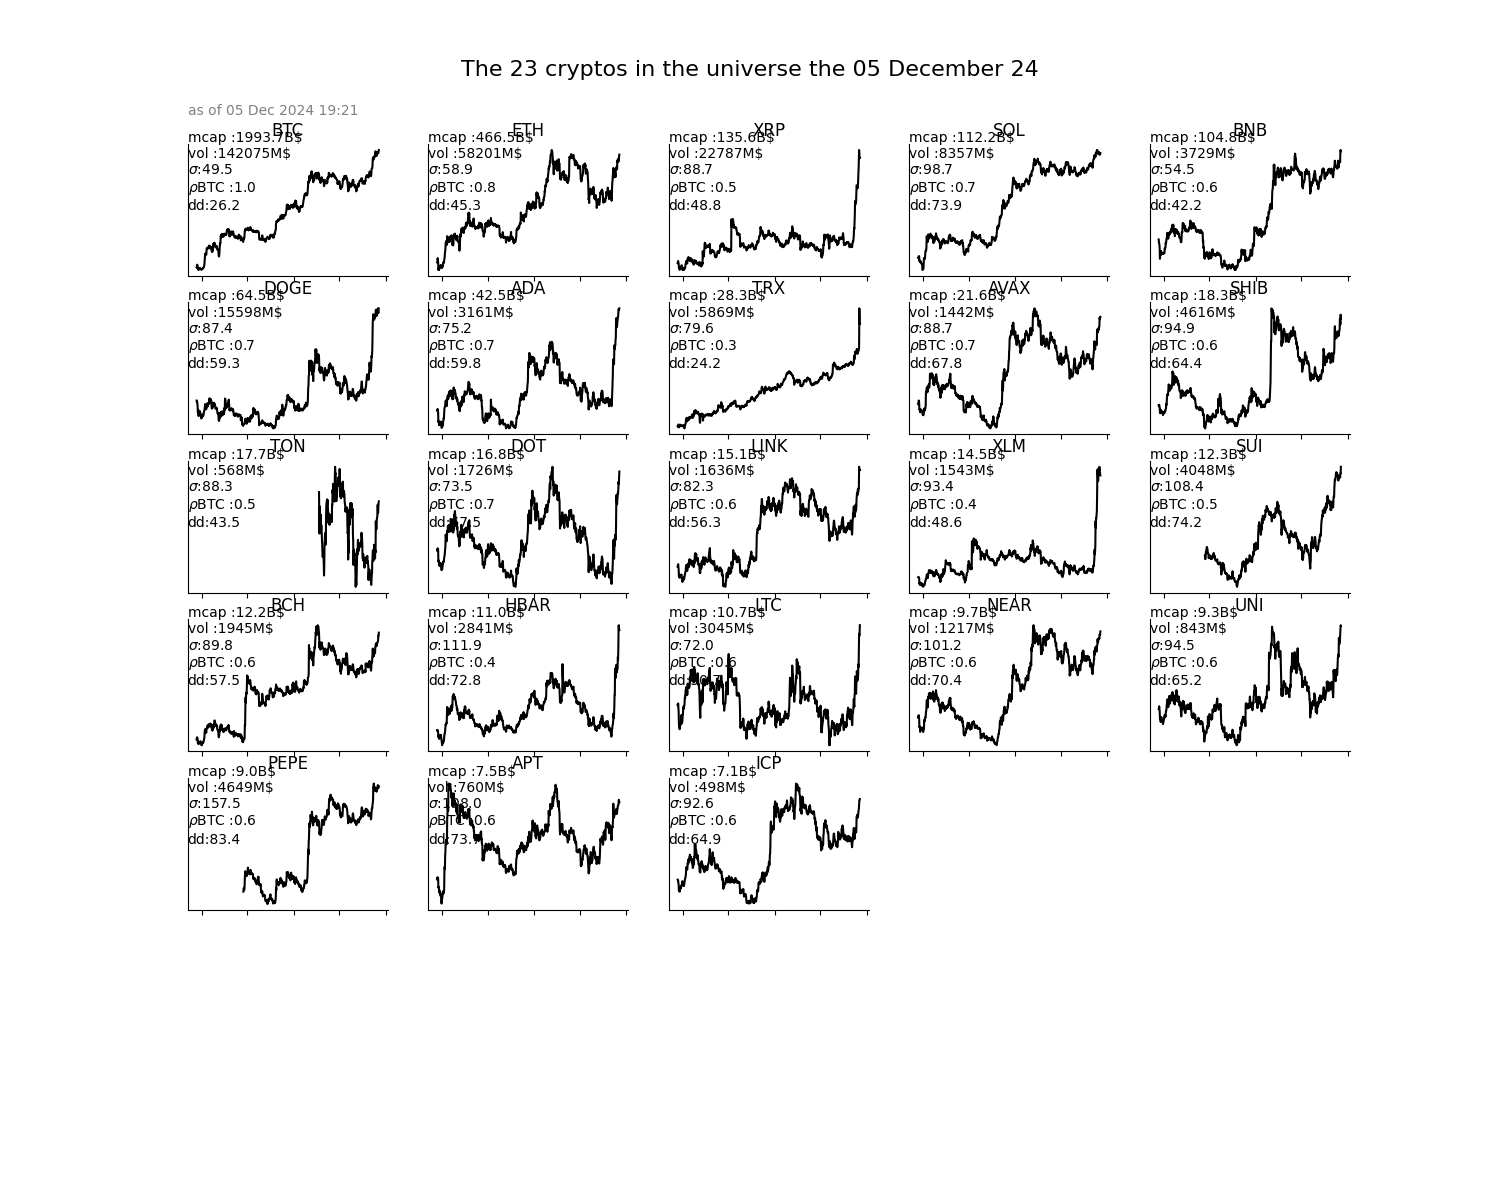 The 23 cryptos in the universe the 05 December 24
as of 05 Dec 2024 19:21
BTC
mcap :1993.7B$
vol :142075M$
σ:49.5
ρBTC :1.0
dd:26.2
ETH
mcap :466.5B$
vol :58201M$
σ:58.9
ρBTC :0.8
dd:45.3
XRP
mcap :135.6B$
vol :22787M$
σ:88.7
ρBTC :0.5
dd:48.8
SOL
mcap :112.2B$
vol :8357M$
σ:98.7
ρBTC :0.7
dd:73.9
BNB
mcap :104.8B$
vol :3729M$
σ:54.5
ρBTC :0.6
dd:42.2
DOGE
mcap :64.5B$
vol :15598M$
σ:87.4
ρBTC :0.7
dd:59.3
ADA
mcap :42.5B$
vol :3161M$
σ:75.2
ρBTC :0.7
dd:59.8
TRX
mcap :28.3B$
vol :5869M$
σ:79.6
ρBTC :0.3
dd:24.2
AVAX
mcap :21.6B$
vol :1442M$
σ:88.7
ρBTC :0.7
dd:67.8
SHIB
mcap :18.3B$
vol :4616M$
σ:94.9
ρBTC :0.6
dd:64.4
TON
mcap :17.7B$
vol :568M$
σ:88.3
ρBTC :0.5
dd:43.5
DOT
mcap :16.8B$
vol :1726M$
σ:73.5
ρBTC :0.7
LINK
mcap :15.1B$
vol :1636M$
σ:82.3
ρBTC :0.6
dd:56.3
XLM
mcap :14.5B$
vol :1543M$
σ:93.4
ρBTC :0.4
dd:48.6
SUI
mcap :12.3B$
vol :4048M$
σ:108.4
ρBTC :0.5
dd:74.2
BCH
mcap :12.2B$
vol :1945M$
σ:89.8
ρBTC :0.6
dd:57.5
HBAR
mcap :11.0B$
vol :2841M$
σ:111.9
ρBTC :0.4
dd:72.8
LTC
mcap :10.7B$
vol :3045M$
σ:72.0
ρBTC :0.6
NEAR
mcap :9.7B$
vol :1217M$
σ:101.2
ρBTC :0.6
dd:70.4
UNI
mcap :9.3B$
vol :843M$
σ:94.5
ρBTC :0.6
dd:65.2
PEPE
mcap :9.0B$
vol :4649M$
σ:157.5
ρBTC :0.6
dd:83.4
APT
mcap :7.5B$
vol :760M$
σ:108.0
ρBTC :0.6
ICP
mcap :7.1B$
vol :498M$
σ:92.6
ρBTC :0.6
dd:64.9